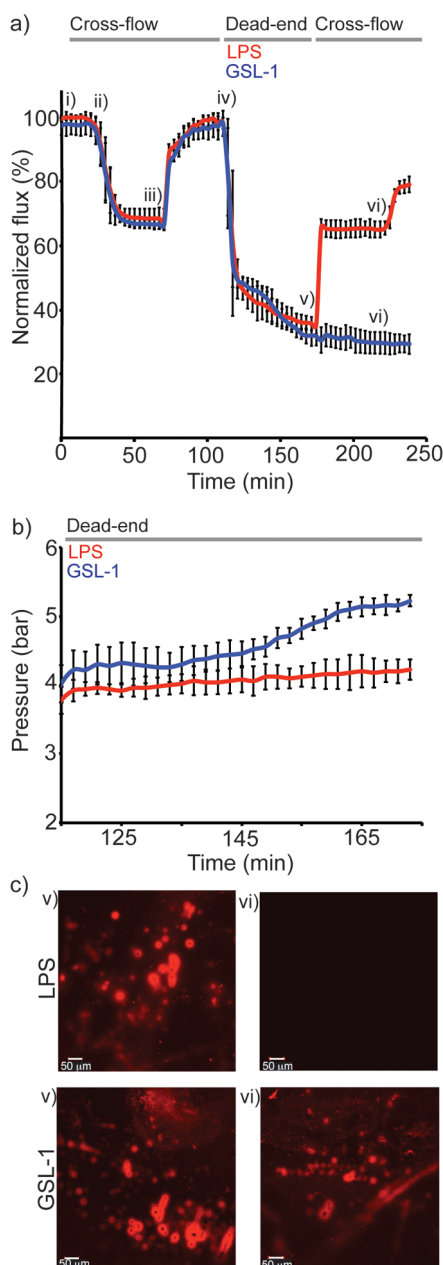 a)
Cross-flow Dead-end Cross-flow
LPS
GSL-1
i) ii) iii) iv) v) vi) vi)
100
80
60
40
20
Normalized flux (%)
0 50 100 150 200 250
Time (min)
b)
Dead-end
LPS
GSL-1
6
5
4
3
2
Pressure (bar)
125 145 165
Time (min)
c)
v) vi)
LPS
50 µm 50 µm
v) vi)
GSL-1
50 µm 50 µm